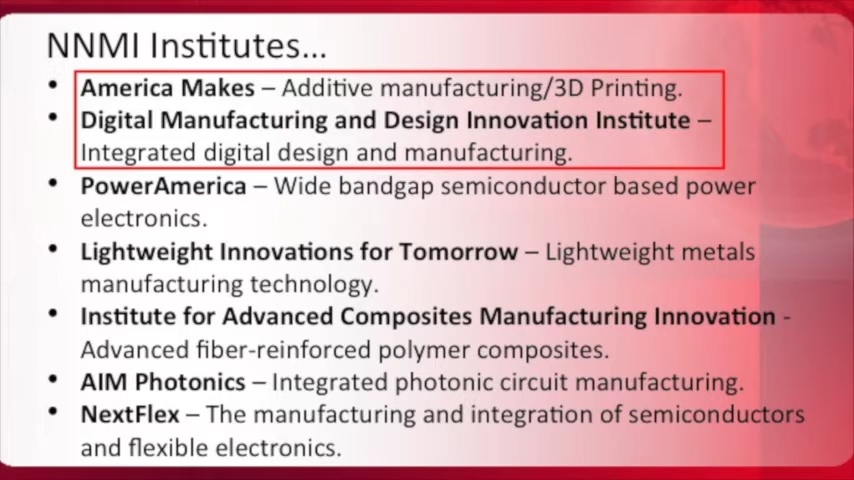 NNMI Institutes...
• America Makes – Additive manufacturing/3D Printing.
• Digital Manufacturing and Design Innovation Institute –
Integrated digital design and manufacturing.
• PowerAmerica – Wide bandgap semiconductor based power
electronics.
• Lightweight Innovations for Tomorrow – Lightweight metals
manufacturing technology.
• Institute for Advanced Composites Manufacturing Innovation -
Advanced fiber-reinforced polymer composites.
• AIM Photonics – Integrated photonic circuit manufacturing.
• NextFlex – The manufacturing and integration of semiconductors
and flexible electronics.